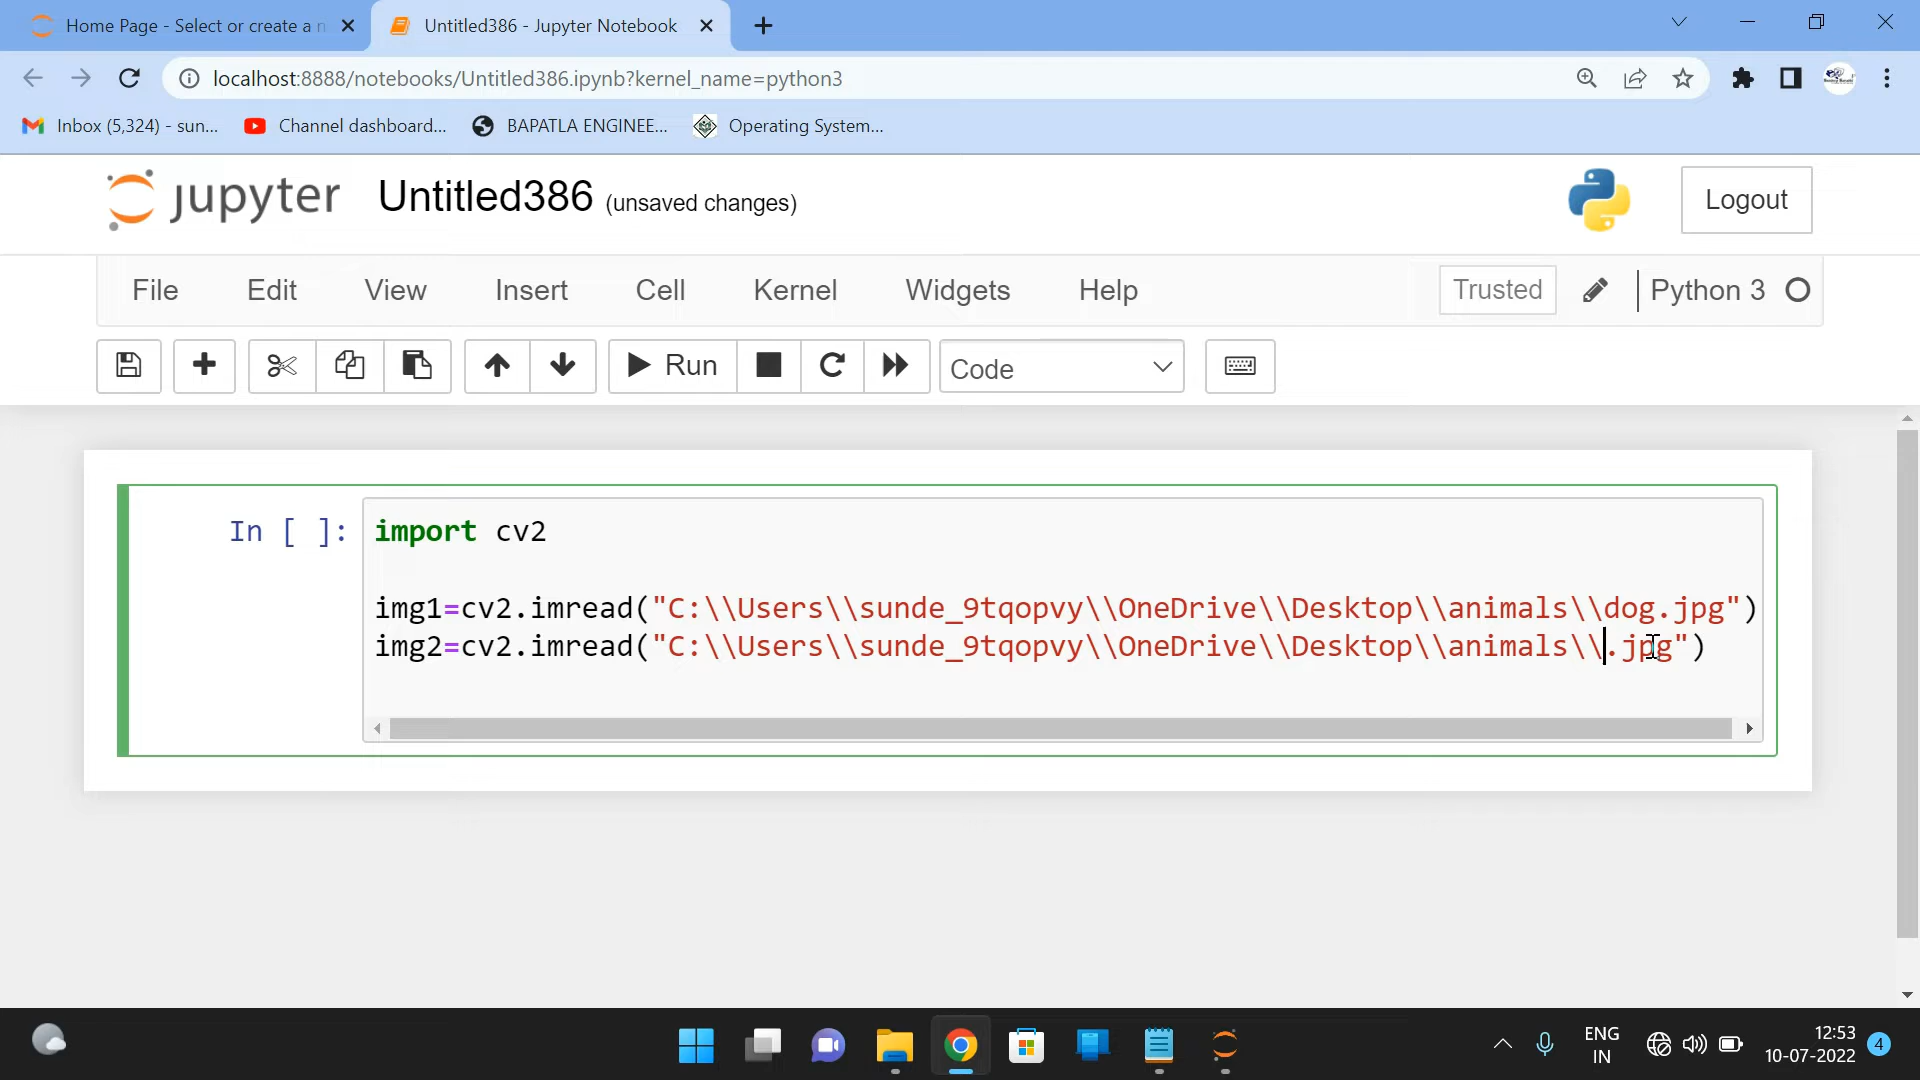 Home Page - Select or create a n
Untitled386 - Jupyter Notebook
localhost:8888/notebooks/Untitled386.ipynb?kernel_name=python3
Inbox (5,324) - sun...
Channel dashboard...
BAPATLA ENGINEE...
Operating System...
jupyter
Untitled386 (unsaved changes)
Logout
File Edit View Insert Cell Kernel Widgets Help
Trusted
Python 3
Run
Code
In [ ]:
import cv2
img1=cv2.imread("C:\\Users\\sunde_9tqopvy\\OneDrive\\Desktop\\animals\\dog.jpg")
img2=cv2.imread("C:\\Users\\sunde_9tqopvy\\OneDrive\\Desktop\\animals\\.jpg")
ENG
IN
12:53
10-07-2022
4